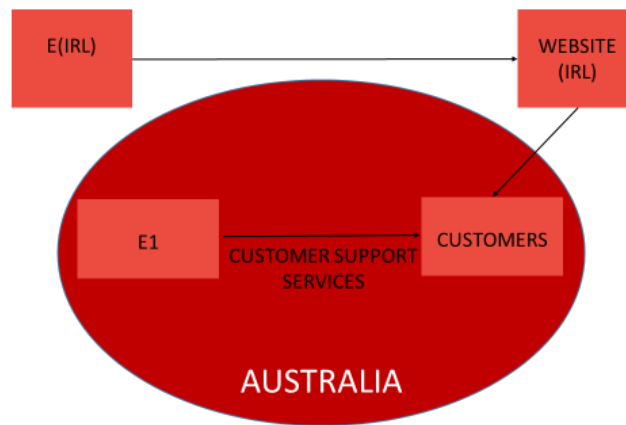 E(IRL)
WEBSITE
(IRL)
E1
CUSTOMERS
CUSTOMER SUPPORT
SERVICES
AUSTRALIA